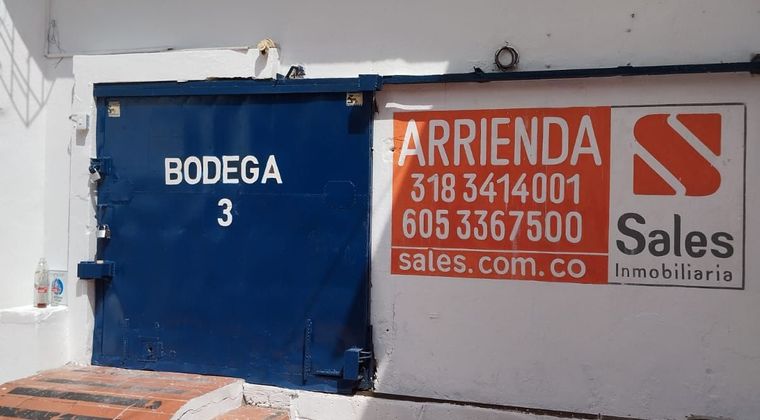 BODEGA
3
ARRIENDA
318 3414001
605 3367500
sales.com.co
Sales
Inmobiliaria